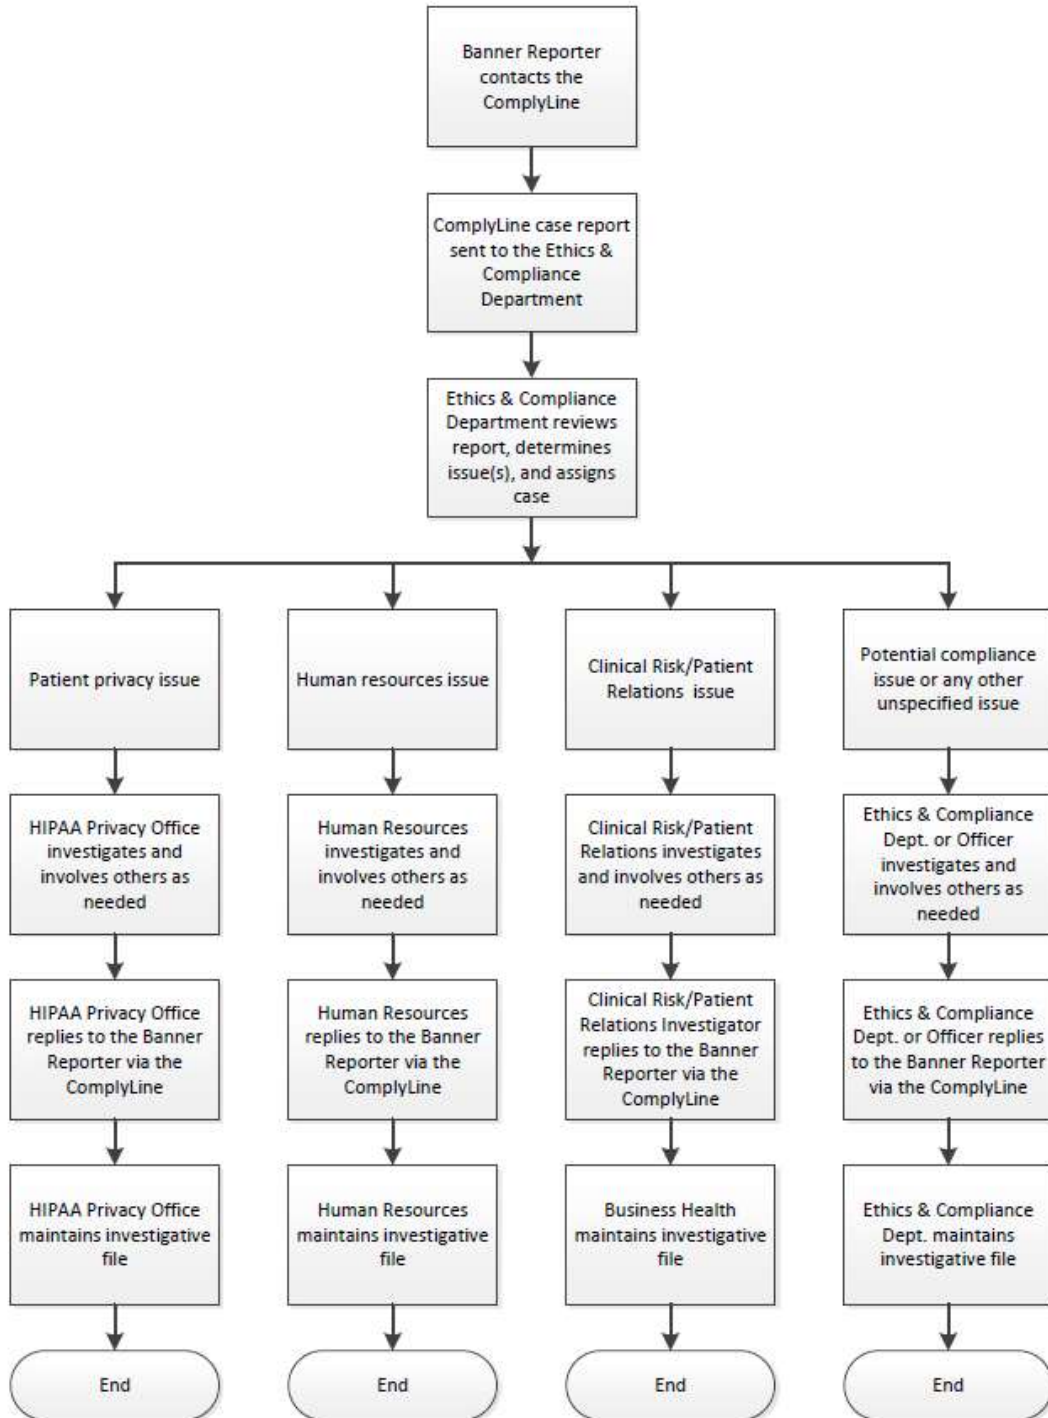 Banner Reporter
contacts the
ComplyLine
ComplyLine case report
sent to the Ethics &
Compliance
Department
Ethics & Compliance
Department reviews
report, determines
issue(s), and assigns
case
Patient privacy issue
Human resources issue
Clinical Risk/Patient
Relations issue
Potential compliance
issue or any other
unspecified issue
HIPAA Privacy Office
investigates and
involves others as
needed
Human Resources
investigates and
involves others as
needed
Clinical Risk/Patient
Relations investigates
and involves others as
needed
Ethics & Compliance
Dept. or Officer
investigates and
involves others as
needed
HIPAA Privacy Office
replies to the Banner
Reporter via the
ComplyLine
Human Resources
replies to the Banner
Reporter via the
ComplyLine
Clinical Risk/Patient
Relations Investigator
replies to the Banner
Reporter via the
ComplyLine
Ethics & Compliance
Dept. or Officer replies
to the Banner Reporter
via the ComplyLine
HIPAA Privacy Office
maintains investigative
file
Human Resources
maintains investigative
file
Business Health
maintains investigative
file
Ethics & Compliance
Dept. maintains
investigative file
End
End
End
End